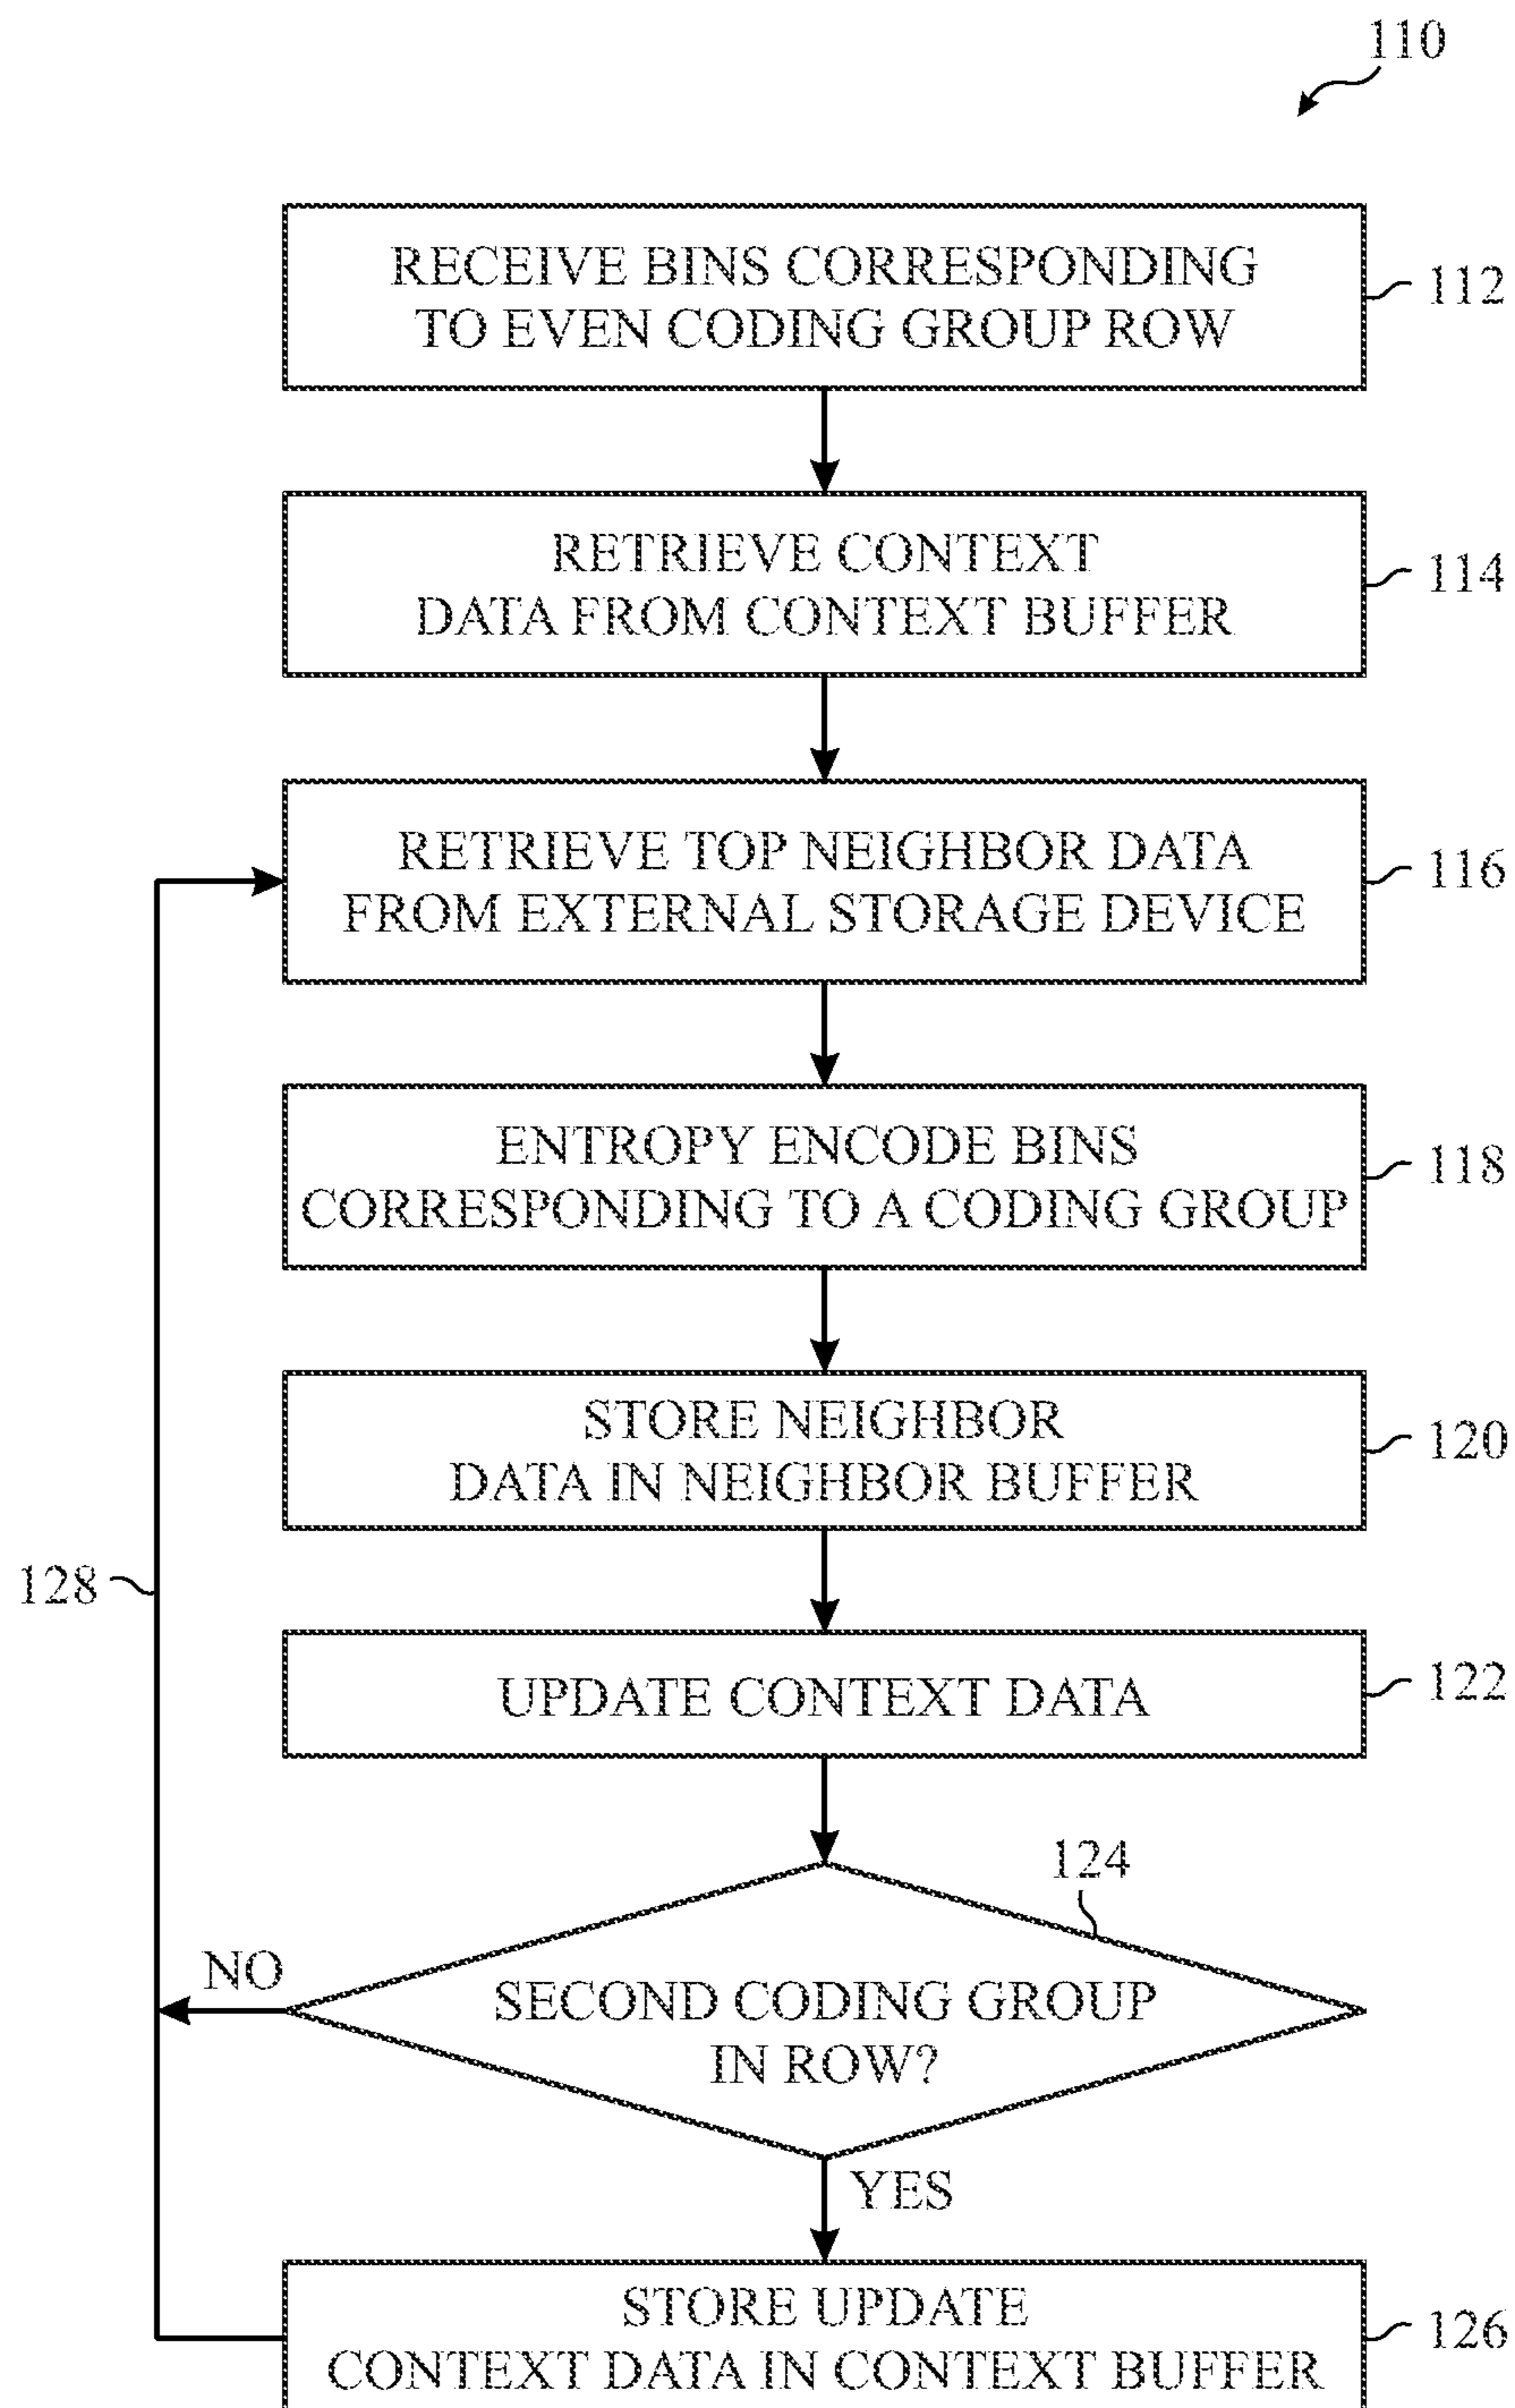 110
RECEIVE BINS CORRESPONDING
TO EVEN CODING GROUP ROW
112
RETRIEVE CONTEXT
DATA FROM CONTEXT BUFFER
114
RETRIEVE TOP NEIGHBOR DATA
FROM EXTERNAL STORAGE DEVICE
116
ENTROPY ENCODE BINS
CORRESPONDING TO A CODING GROUP
118
STORE NEIGHBOR
DATA IN NEIGHBOR BUFFER
120
128
UPDATE CONTEXT DATA
122
124
NO
SECOND CODING GROUP
IN ROW?
YES
STORE UPDATE
CONTEXT DATA IN CONTEXT BUFFER
126